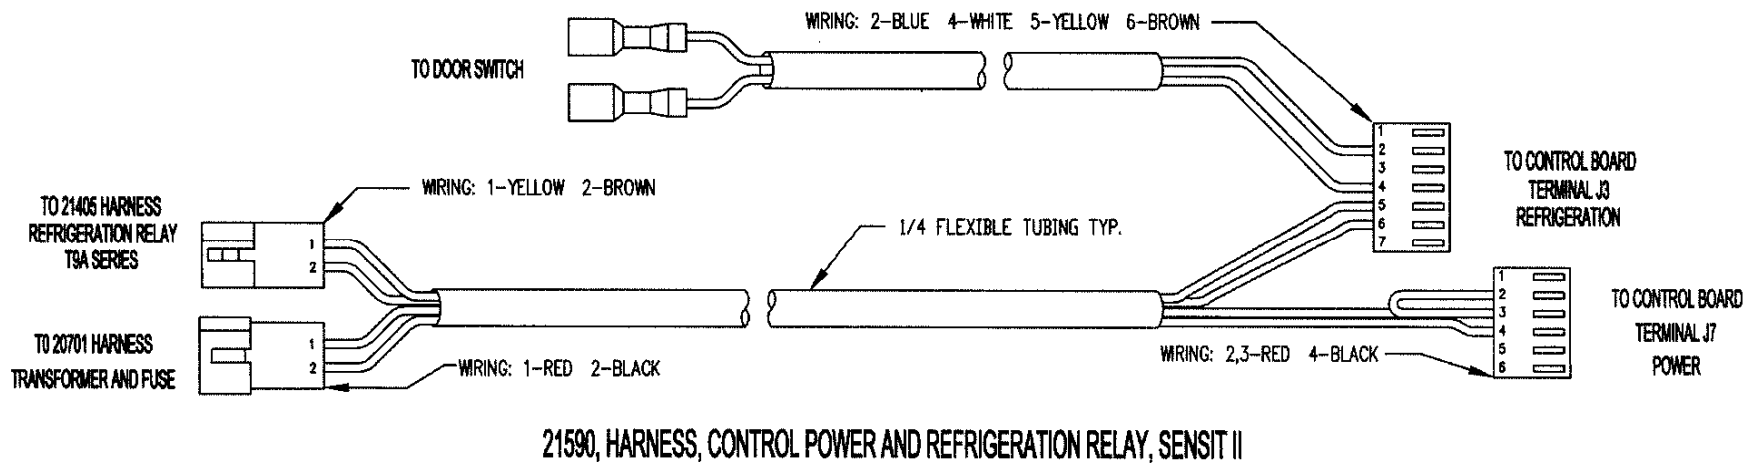 WIRING: 2-BLUE 4-WHITE 5-YELLOW 6-BROWN
TO DOOR SWITCH
1
2
3
4
5
6
7
TO CONTROL BOARD
TERMINAL J3
REFRIGERATION
WIRING: 1-YELLOW 2-BROWN
TO 21405 HARNESS
REFRIGERATION RELAY
T9A SERIES
1
2
1/4 FLEXIBLE TUBING TYP.
1
2
3
4
5
6
TO CONTROL BOARD
TERMINAL J7
POWER
TO 20701 HARNESS
TRANSFORMER AND FUSE
1
2
WIRING: 1-RED 2-BLACK
WIRING: 2,3-RED 4-BLACK
21590, HARNESS, CONTROL POWER AND REFRIGERATION RELAY, SENSIT II